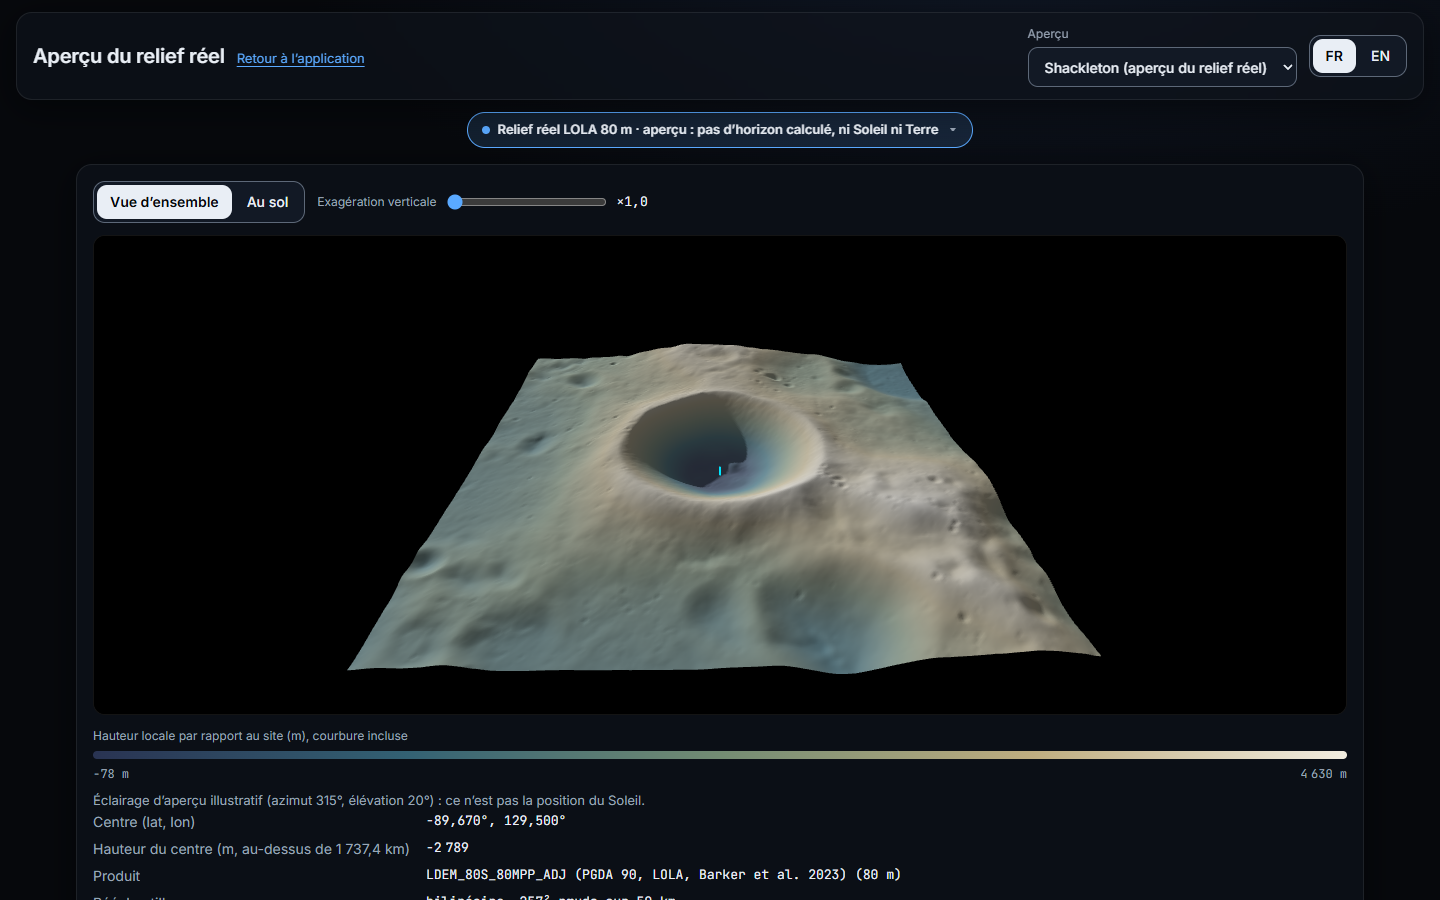 Aperçu du relief réel Retour à l’application
Aperçu
Shackleton (aperçu du relief réel)
FR EN
Relief réel LOLA 80 m · aperçu : pas d’horizon calculé, ni Soleil ni Terre
Vue d’ensemble Au sol Exagération verticale ×1,0
Hauteur locale par rapport au site (m), courbure incluse
-78 m 4 630 m
Éclairage d’aperçu illustratif (azimut 315°, élévation 20°) : ce n’est pas la position du Soleil.
Centre (lat, lon) -89,670°, 129,500°
Hauteur du centre (m, au-dessus de 1 737,4 km) -2 789
Produit LDEM_80S_80MPP_ADJ (PGDA 90, LOLA, Barker et al. 2023) (80 m)